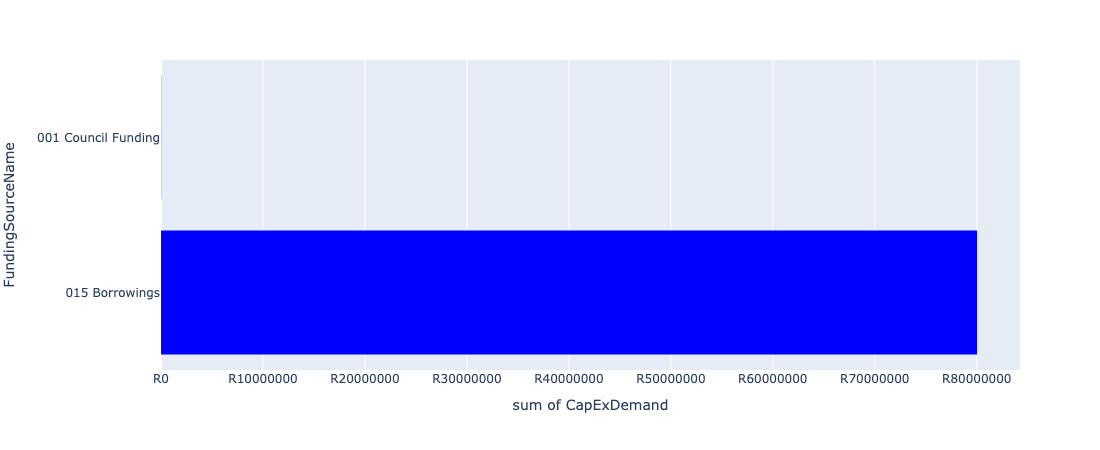 FundingSourceName
001 Council Funding
015 Borrowings
R0 R10000000 R20000000 R30000000 R40000000 R50000000 R60000000 R70000000 R80000000
sum of CapExDemand